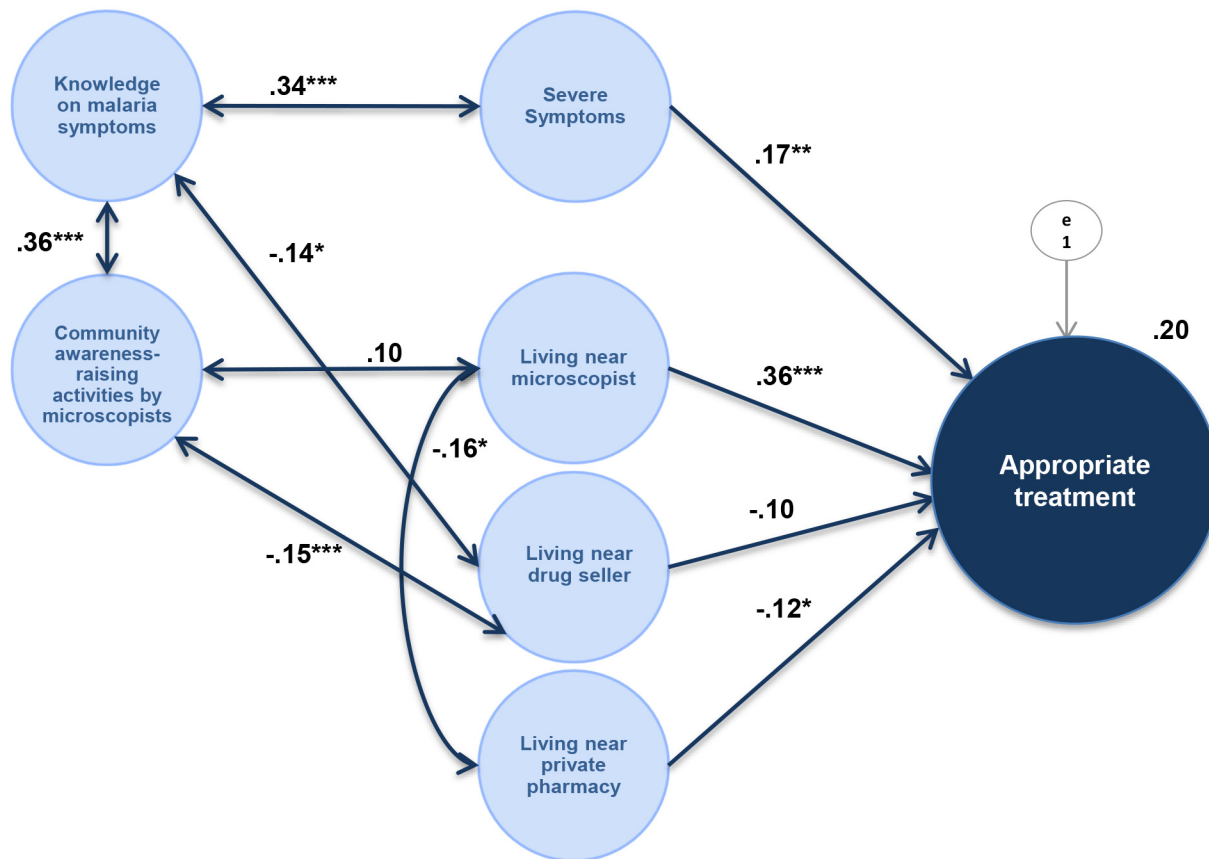 Knowledge
on malaria
symptoms
.34***
Severe
Symptoms
.17**
e
1
.36***
-.14*
.20
Community
awareness-
raising
activities by
microscopists
.10
Living near
microscopist
.36***
-.16*
Appropriate
treatment
-.15***
Living near
drug seller
-.10
-.12*
Living near
private
pharmacy